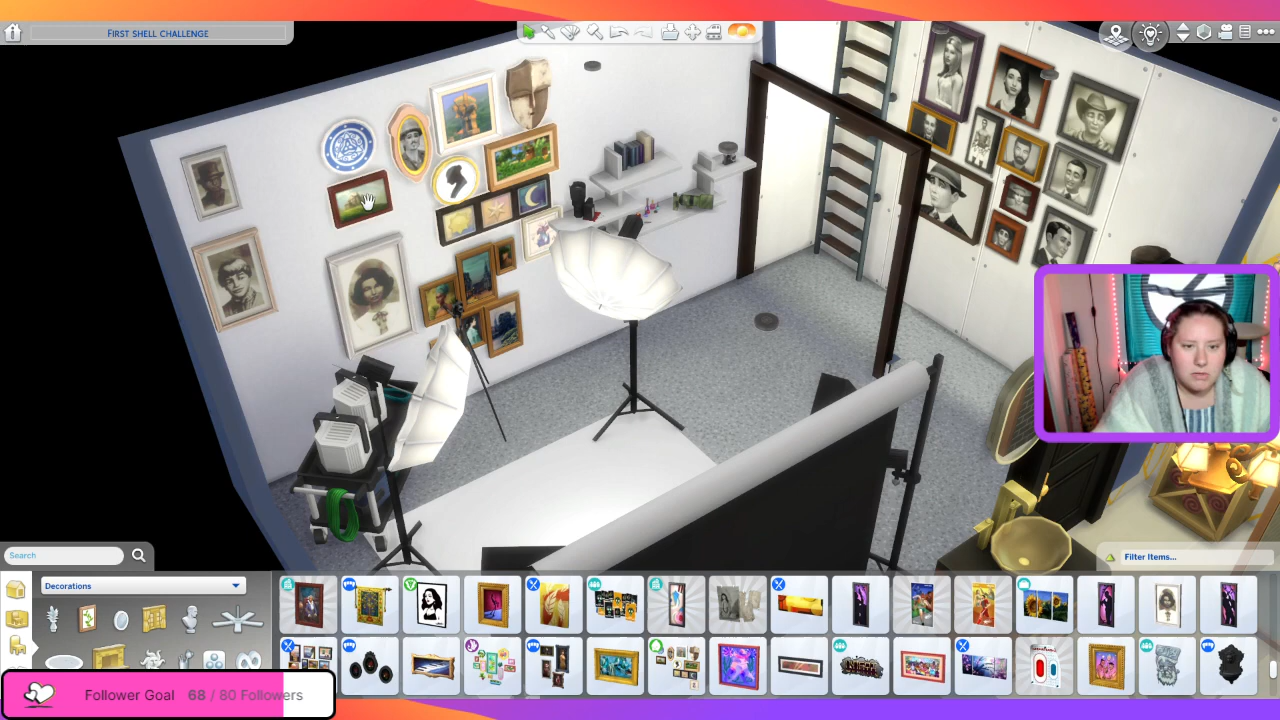 FIRST SHELL CHALLENGE
Search
Filter Items...
Decorations
Follower Goal 68 / 80 Followers